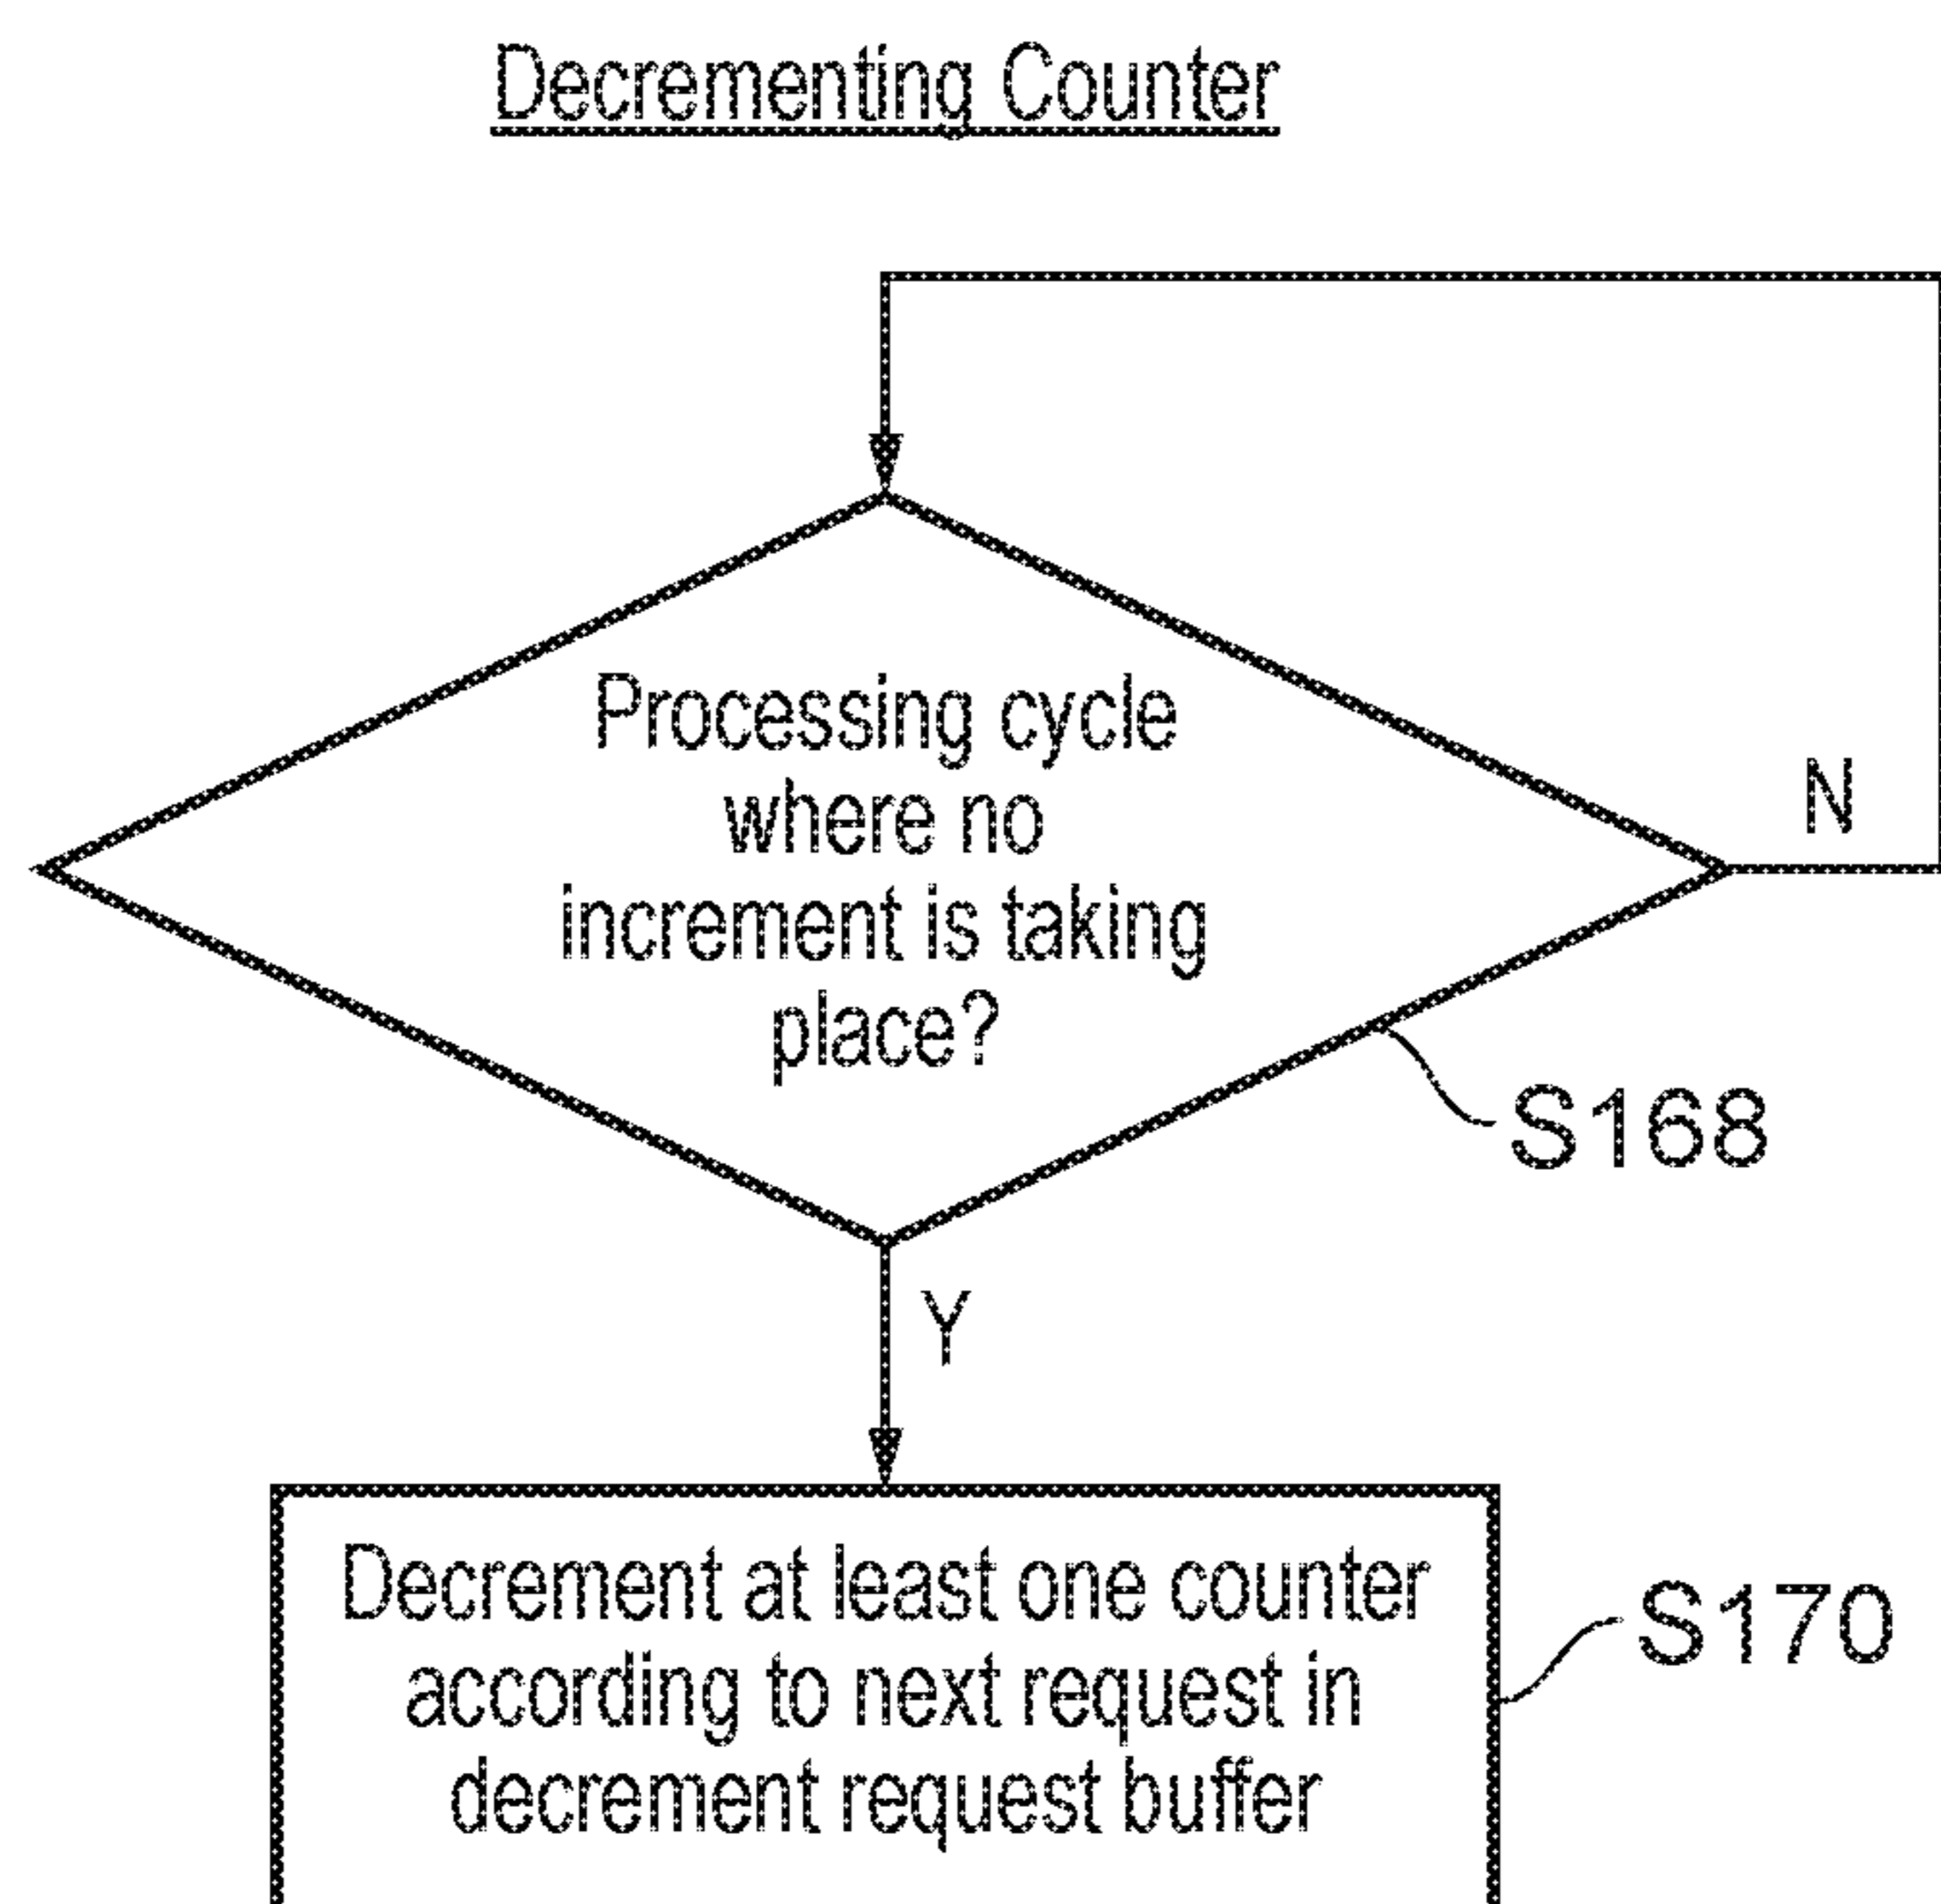 Decrementing Counter
Processing cycle
where no
increment is taking
place?
N
S168
Y
Decrement at least one counter
according to next request in
decrement request buffer
S170